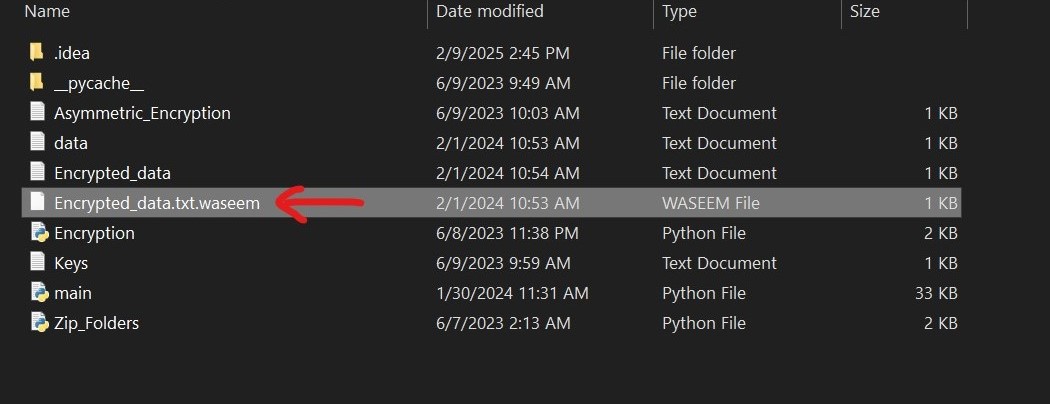 Name Date modified Type Size
.idea 2/9/2025 2:45 PM File folder
__pycache__ 6/9/2023 9:49 AM File folder
Asymmetric_Encryption 6/9/2023 10:03 AM Text Document 1 KB
data 2/1/2024 10:53 AM Text Document 1 KB
Encrypted_data 2/1/2024 10:54 AM Text Document 1 KB
Encrypted_data.txt.waseem 2/1/2024 10:53 AM WASEEM File 1 KB
Encryption 6/8/2023 11:38 PM Python File 2 KB
Keys 6/9/2023 9:59 AM Text Document 1 KB
main 1/30/2024 11:31 AM Python File 33 KB
Zip_Folders 6/7/2023 2:13 AM Python File 2 KB